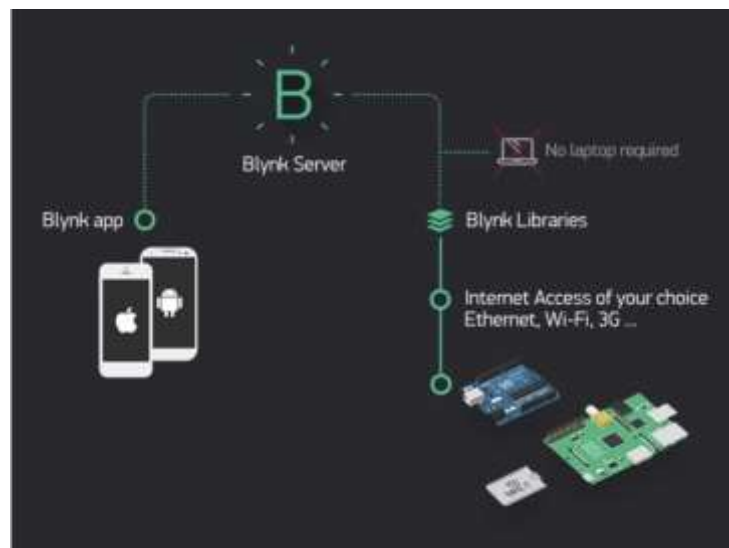 B
Blynk Server
No laptop required
Blynk app
Blynk Libraries
Internet Access of your choice
Ethernet, Wi-Fi, 3G ...